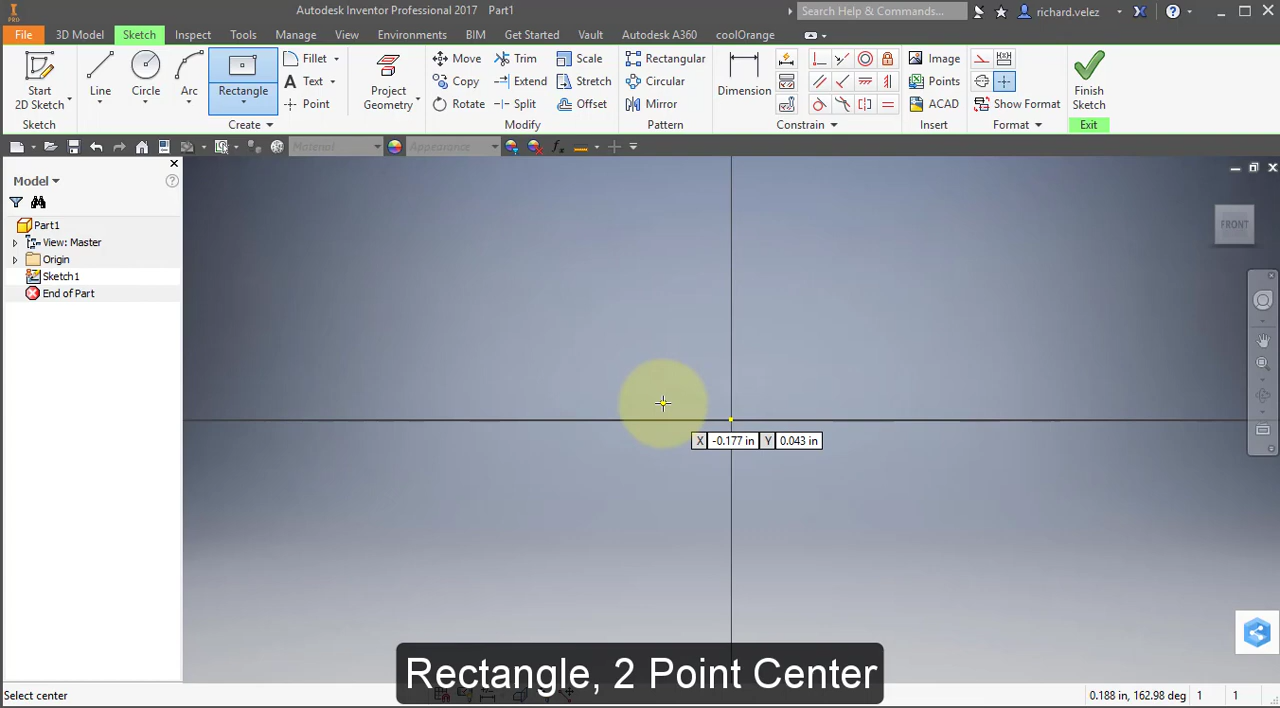 PRO
Autodesk Inventor Professional 2017 Part1
Search Help & Commands...
richard.velez
File 3D Model Sketch Inspect Tools Manage View Environments BIM Get Started Vault Autodesk A360 coolOrange
Start
2D Sketch
Line
Circle
Arc
Rectangle
Fillet
Text
Point
Project
Geometry
Move
Copy
Rotate
Trim
Extend
Split
Scale
Stretch
Offset
Rectangular
Circular
Mirror
Dimension
Image
Points
ACAD
Show Format
Finish
Sketch
Sketch Create Modify Pattern Constrain Insert Format Exit
Material
Appearance
Model
Part1
View: Master
Origin
Sketch1
End of Part
FRONT
X -0.177 in Y 0.043 in
Rectangle, 2 Point Center
Select center
0.188 in, 162.98 deg 1 1